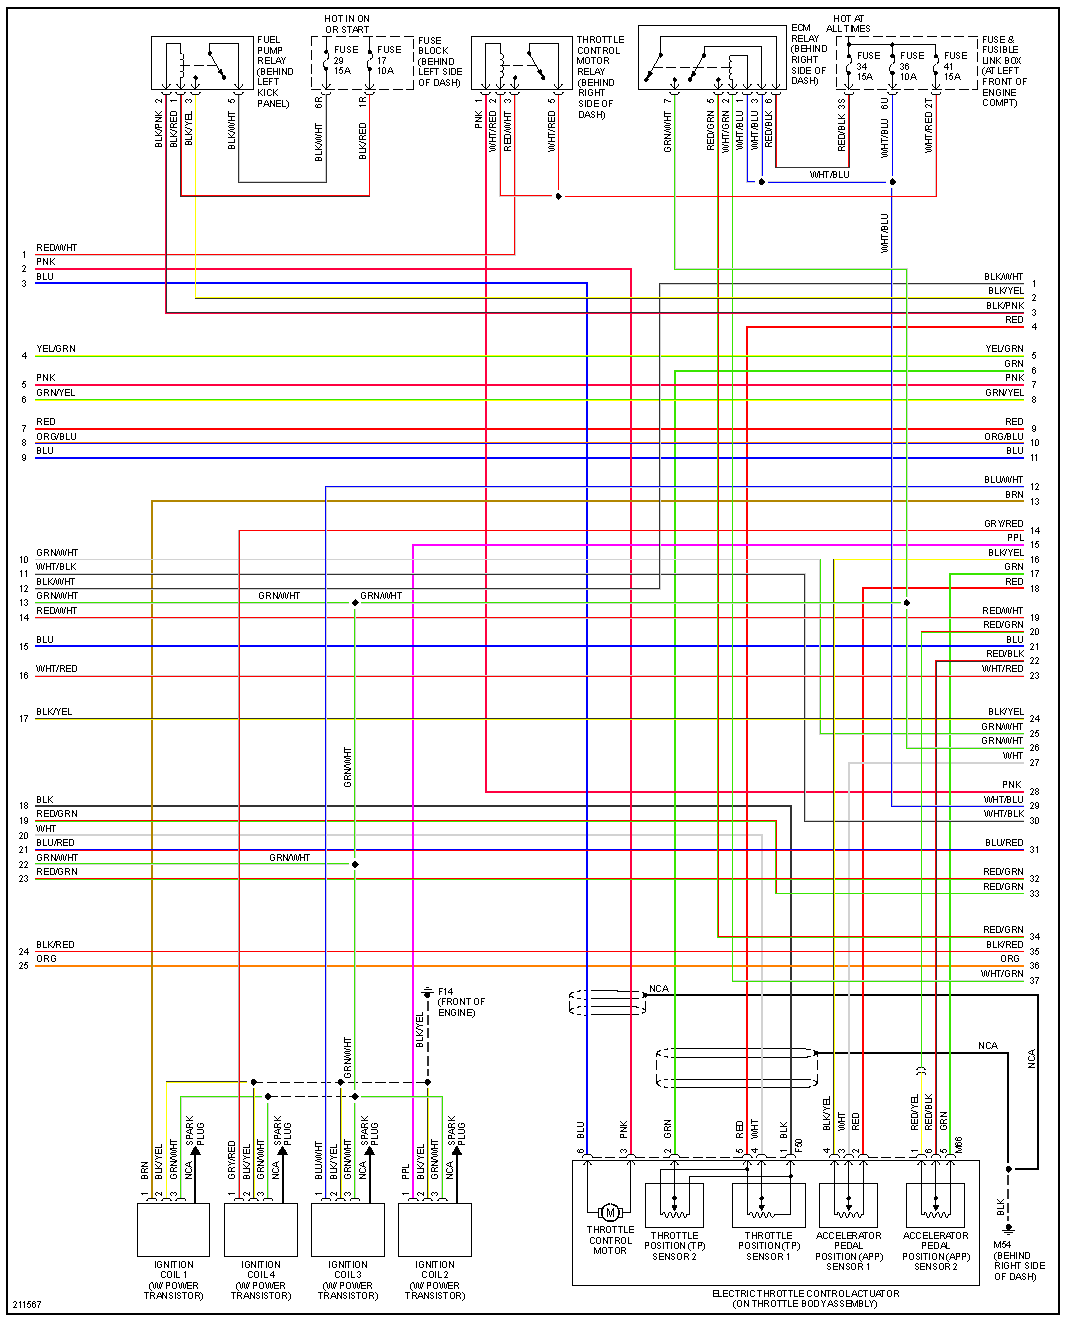 HOT IN ON
OR START
HOT AT
ALL TIMES
FUEL
PUMP
RELAY
(BEHIND
LEFT
KICK
PANEL)
FUSE
29
15A
FUSE
17
10A
FUSE
BLOCK
(BEHIND
LEFT SIDE
OF DASH)
THROTTLE
CONTROL
MOTOR
RELAY
(BEHIND
RIGHT
SIDE OF
DASH)
ECM
RELAY
(BEHIND
RIGHT
SIDE OF
DASH)
FUSE
34
15A
FUSE
36
10A
FUSE
41
15A
FUSE &
FUSIBLE
LINK BOX
(AT LEFT
FRONT OF
ENGINE
COMPT)
BLK/PNK 2
BLK/RED 1
BLK/YEL 3
BLK/WHT 5
BLK/WHT 6R
BLK/RED 1R
PNK 1
WHT/RED 2
RED/WHT 3
WHT/RED 5
GRN/WHT 7
RED/GRN 5
WHT/GRN 2
WHT/BLU 1
WHT/BLU 3
RED/BLK 6
RED/BLK 3S
WHT/BLU 6U
WHT/RED 2T
WHT/BLU
WHT/BLU
1 RED/WHT
2 PNK
3 BLU
BLK/WHT 1
BLK/YEL 2
BLK/PNK 3
RED 4
4 YEL/GRN
YEL/GRN 5
GRN 6
5 PNK
PNK 7
6 GRN/YEL
GRN/YEL 8
7 RED
RED 9
8 ORG/BLU
ORG/BLU 10
9 BLU
BLU 11
BLU/WHT 12
BRN 13
GRY/RED 14
PPL 15
10 GRN/WHT
BLK/YEL 16
11 WHT/BLK
GRN 17
12 BLK/WHT
RED 18
13 GRN/WHT
GRN/WHT
GRN/WHT
14 RED/WHT
RED/WHT 19
RED/GRN 20
15 BLU
BLU 21
RED/BLK 22
16 WHT/RED
WHT/RED 23
17 BLK/YEL
BLK/YEL 24
GRN/WHT 25
GRN/WHT 26
WHT 27
GRN/WHT
PNK 28
18 BLK
WHT/BLU 29
19 RED/GRN
WHT/BLK 30
20 WHT
21 BLU/RED
BLU/RED 31
22 GRN/WHT
GRN/WHT
23 RED/GRN
RED/GRN 32
RED/GRN 33
RED/GRN 34
24 BLK/RED
BLK/RED 35
25 ORG
ORG 36
WHT/GRN 37
F14
(FRONT OF
ENGINE)
BLK/YEL
GRN/WHT
NCA
NCA
NCA
BRN 1
BLK/YEL 2
GRN/WHT 3
NCA
SPARK
PLUG
GRY/RED 1
BLK/YEL 2
GRN/WHT 3
NCA
SPARK
PLUG
BLU/WHT 1
BLK/YEL 2
GRN/WHT 3
NCA
SPARK
PLUG
PPL 1
BLK/YEL 2
GRN/WHT 3
NCA
SPARK
PLUG
BLU 6
PNK 3
GRN 2
RED 5
WHT 4
BLK 1
F50
BLK/YEL 4
WHT 3
RED 2
RED/YEL 1
RED/BLK 6
GRN 5
M66
BLK
M
IGNITION
COIL 1
(W/ POWER
TRANSISTOR)
IGNITION
COIL 4
(W/ POWER
TRANSISTOR)
IGNITION
COIL 3
(W/ POWER
TRANSISTOR)
IGNITION
COIL 2
(W/ POWER
TRANSISTOR)
THROTTLE
CONTROL
MOTOR
THROTTLE
POSITION (TP)
SENSOR 2
THROTTLE
POSITION (TP)
SENSOR 1
ACCELERATOR
PEDAL
POSITION (APP)
SENSOR 1
ACCELERATOR
PEDAL
POSITION (APP)
SENSOR 2
M54
(BEHIND
RIGHT SIDE
OF DASH)
ELECTRIC THROTTLE CONTROL ACTUATOR
(ON THROTTLE BODY ASSEMBLY)
211567